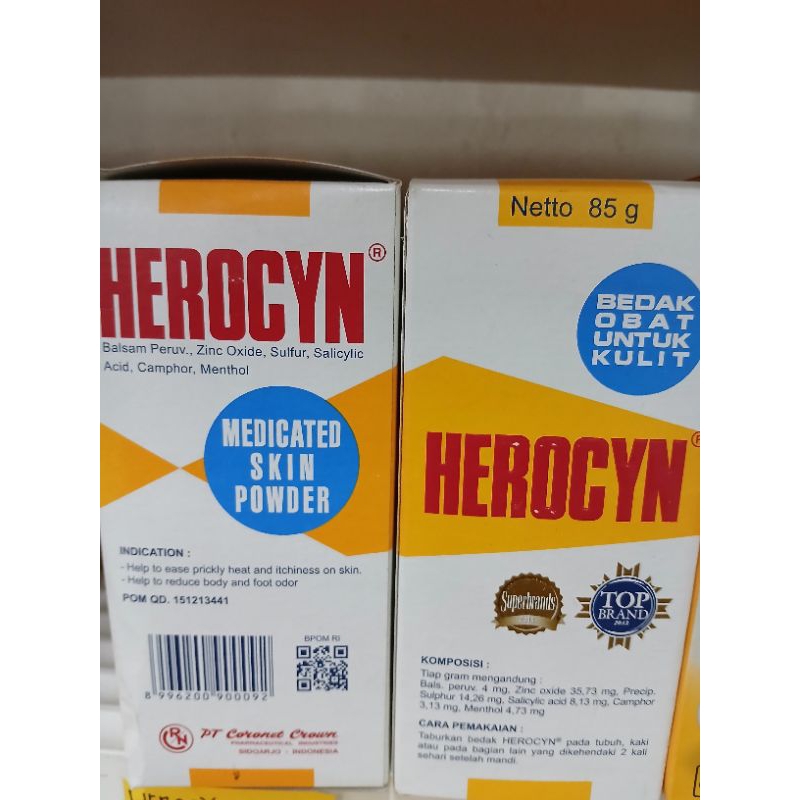 HEROCYN®
Balsam Peruv., Zinc Oxide, Sulfur, Salicylic
Acid, Camphor, Menthol
MEDICATED
SKIN
POWDER
INDICATION :
- Help to ease prickly heat and itchiness on skin.
- Help to reduce body and foot odor
POM QD. 151213441
BPOM RI
8 996200 900092
PT Coronet Crown
PHARMACEUTICAL INDUSTRIES
SIDOARJO - INDONESIA
Netto 85 g
BEDAK
OBAT
UNTUK
KULIT
HEROCYN®
Superbrands
TOP
BRAND
KOMPOSISI :
Tiap gram mengandung :
Bals. peruv. 4 mg, Zinc oxide 35,73 mg, Precip.
Sulphur 14,26 mg, Salicylic acid 8,13 mg, Camphor
3,13 mg, Menthol 4,73 mg
CARA PEMAKAIAN :
Taburkan bedak HEROCYN® pada tubuh, kaki
atau pada bagian lain yang dikehendaki 2 kali
sehari setelah mandi.